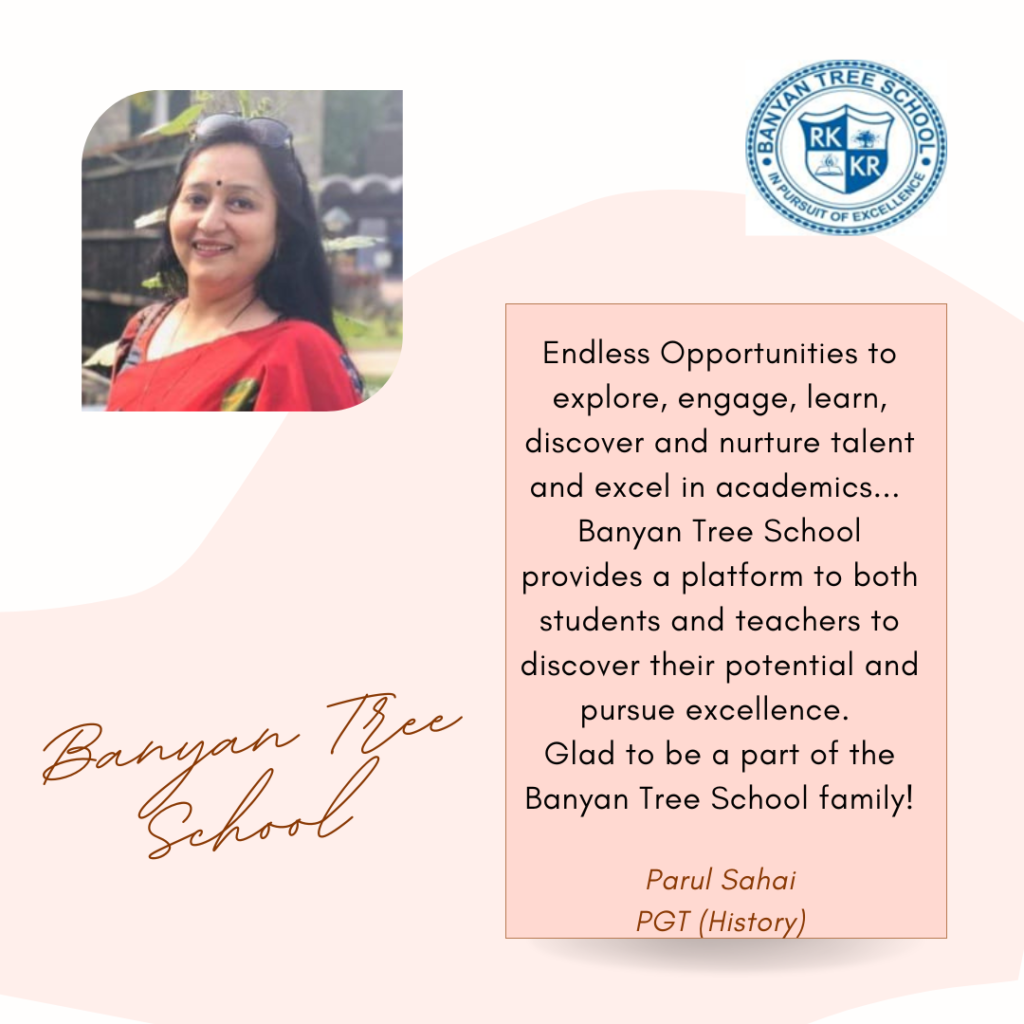 BANYAN TREE SCHOOL
RK
KR
IN PURSUIT OF EXCELLENCE
Endless Opportunities to
explore, engage, learn,
discover and nurture talent
and excel in academics...
Banyan Tree School
provides a platform to both
students and teachers to
discover their potential and
pursue excellence.
Glad to be a part of the
Banyan Tree School family!
Parul Sahai
PGT (History)
Banyan Tree
School